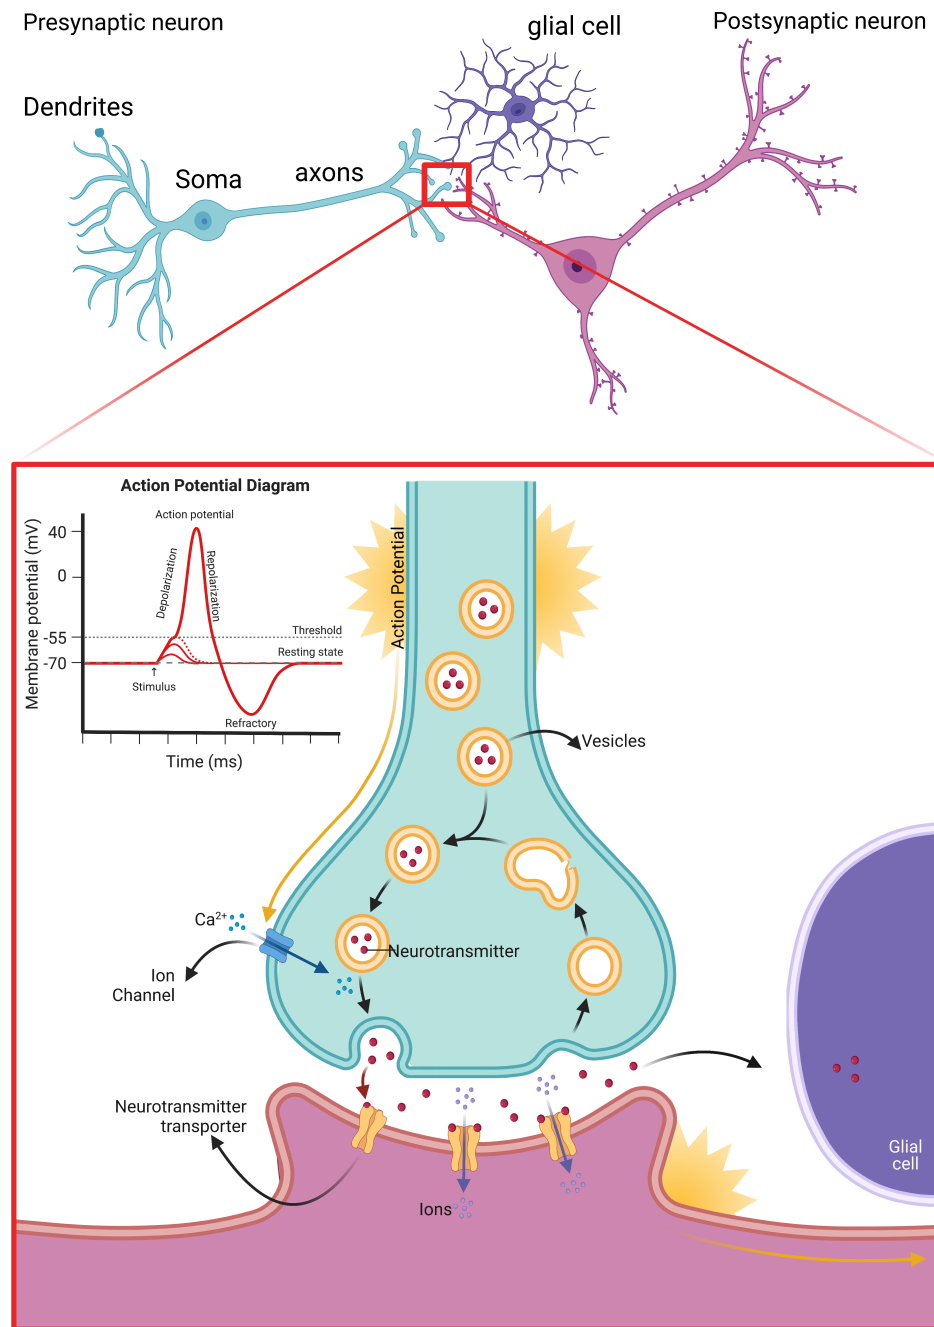 Presynaptic neuron
glial cell
Postsynaptic neuron
Dendrites
Soma
axons
Action Potential Diagram
Membrane potential (mV)
40
0
-55
-70
Action potential
Depolarization
Repolarization
Threshold
Resting state
Stimulus
Refractory
Time (ms)
Action Potential
Vesicles
Ca2+
Neurotransmitter
Ion
Channel
Neurotransmitter
transporter
Glial
cell
Ions